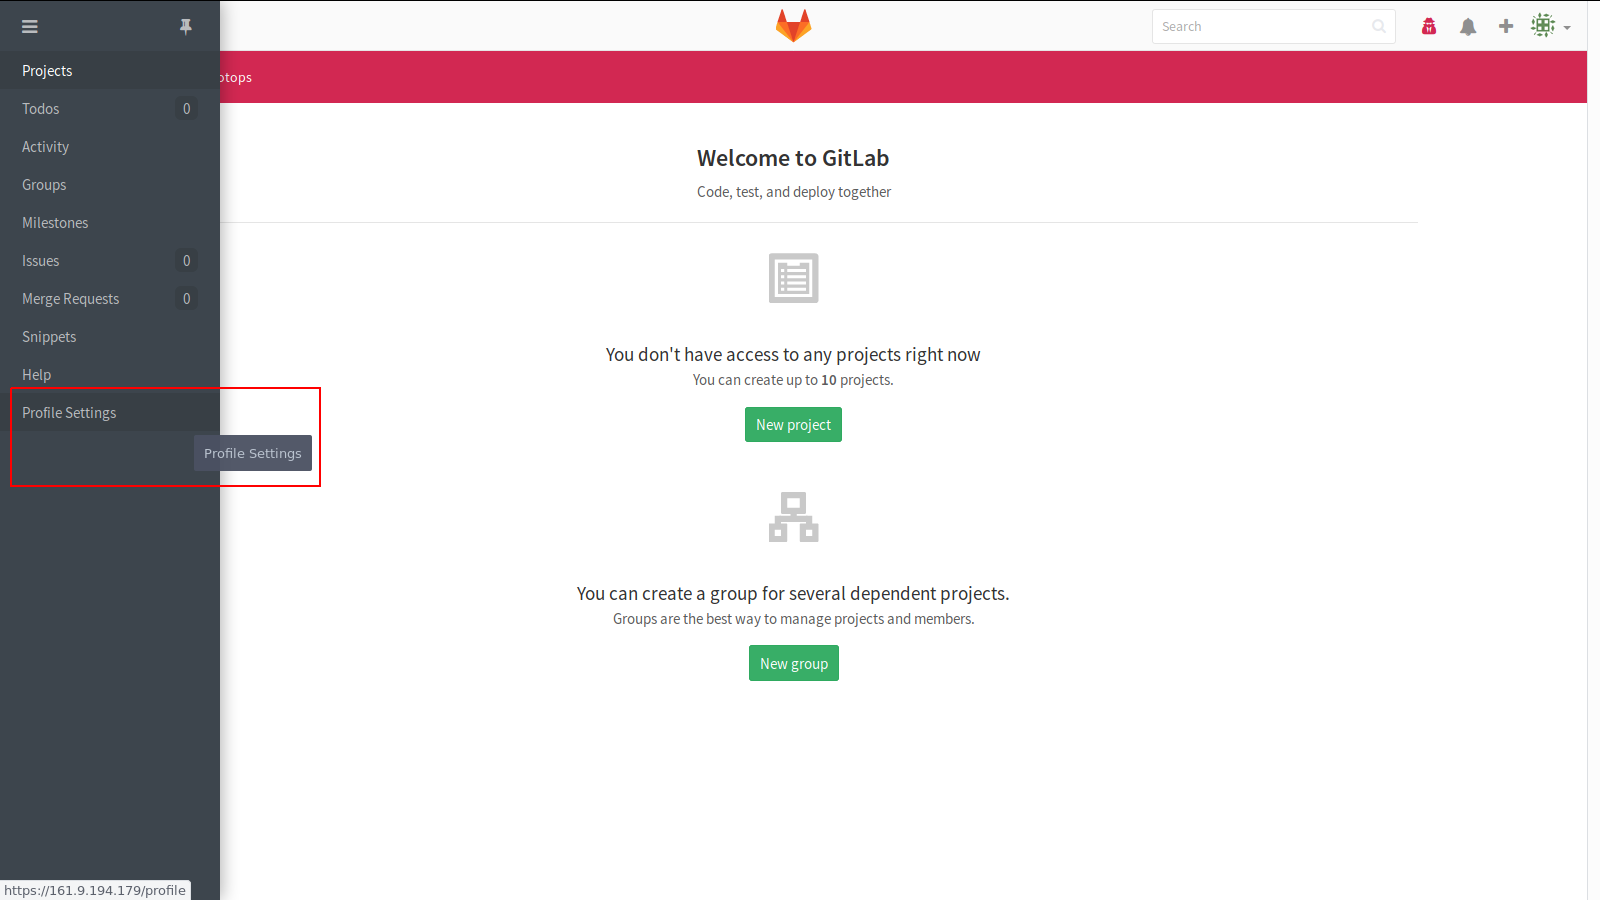 Search
Projects
Todos 0
Activity
Groups
Milestones
Issues 0
Merge Requests 0
Snippets
Help
Profile Settings
Profile Settings
Welcome to GitLab
Code, test, and deploy together
You don't have access to any projects right now
You can create up to 10 projects.
New project
You can create a group for several dependent projects.
Groups are the best way to manage projects and members.
New group
https://161.9.194.179/profile